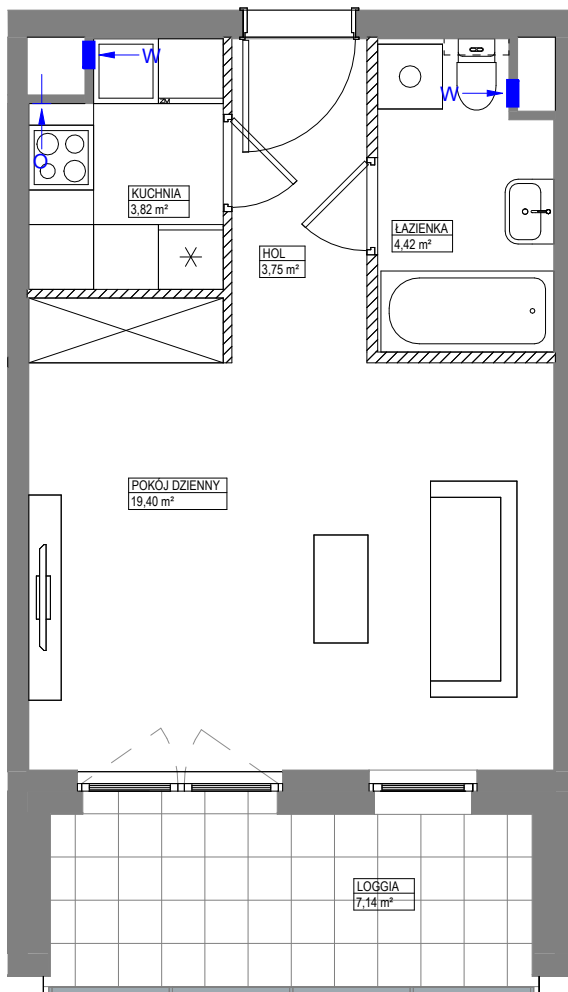 W
W
ZM
O
KUCHNIA
3,82 m²
ŁAZIENKA
4,42 m²
HOL
3,75 m²
POKÓJ DZIENNY
19,40 m²
LOGGIA
7,14 m²